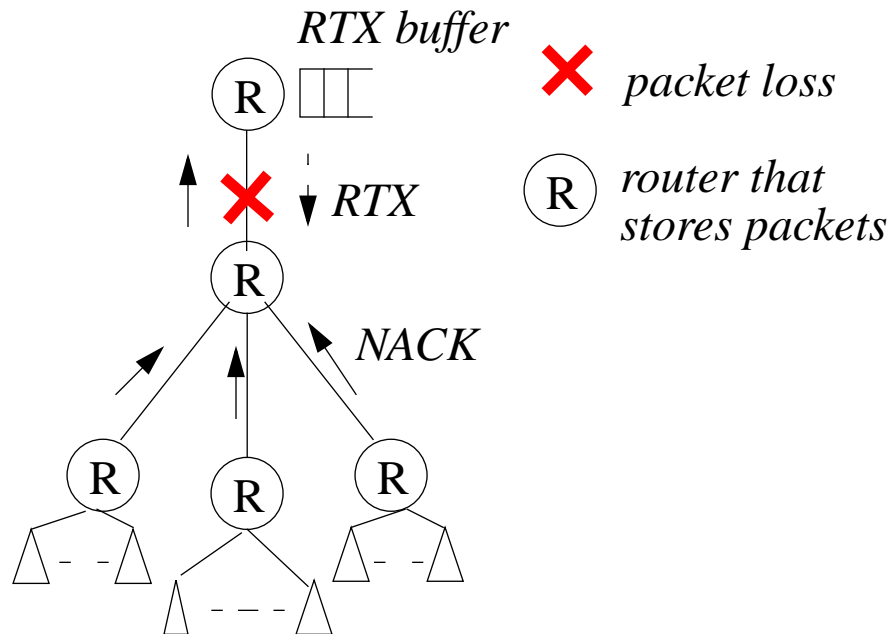 RTX buffer
R
packet loss
RTX
R
router that
stores packets
R
NACK
R
R
R